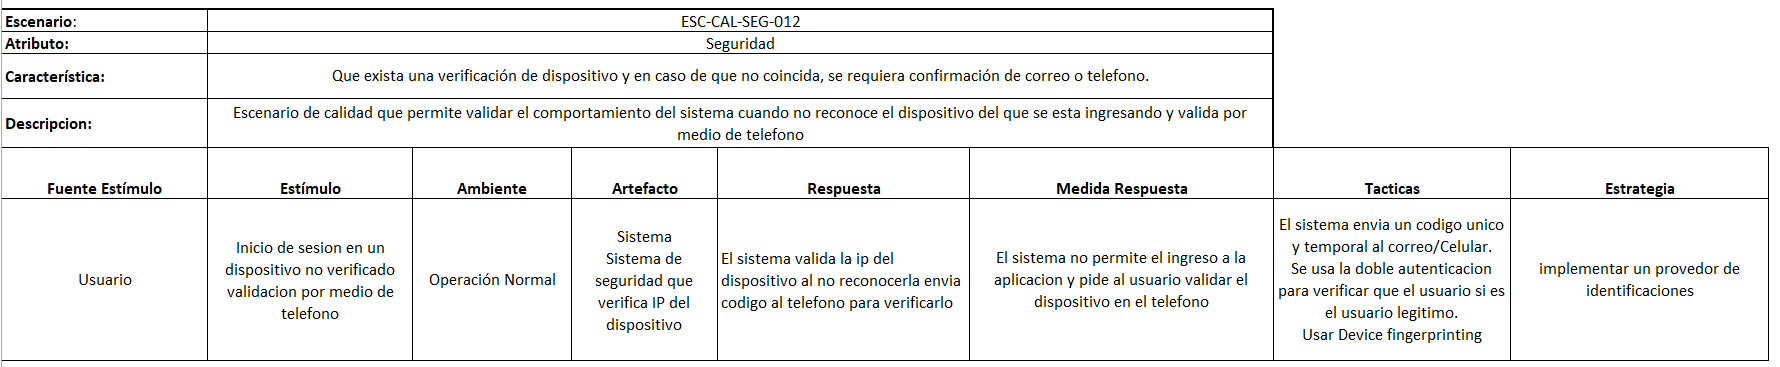 Escenario: ESC-CAL-SEG-012
Atributo: Seguridad
Característica: Que exista una verificación de dispositivo y en caso de que no coincida, se requiera confirmación de correo o telefono.
Descripcion: Escenario de calidad que permite validar el comportamiento del sistema cuando no reconoce el dispositivo del que se esta ingresando y valida por
medio de telefono
Fuente Estímulo Estímulo Ambiente Artefacto Respuesta Medida Respuesta Tacticas Estrategia
Usuario
Inicio de sesion en un
dispositivo no verificado
validacion por medio de
telefono
Operación Normal
Sistema
Sistema de
seguridad que
verifica IP del
dispositivo
El sistema valida la ip del
dispositivo al no reconocerla envia
codigo al telefono para verificarlo
El sistema no permite el ingreso a la
aplicacion y pide al usuario validar el
dispositivo en el telefono
El sistema envia un codigo unico
y temporal al correo/Celular.
Se usa la doble autenticacion
para verificar que el usuario si es
el usuario legitimo.
Usar Device fingerprinting
implementar un provedor de
identificaciones